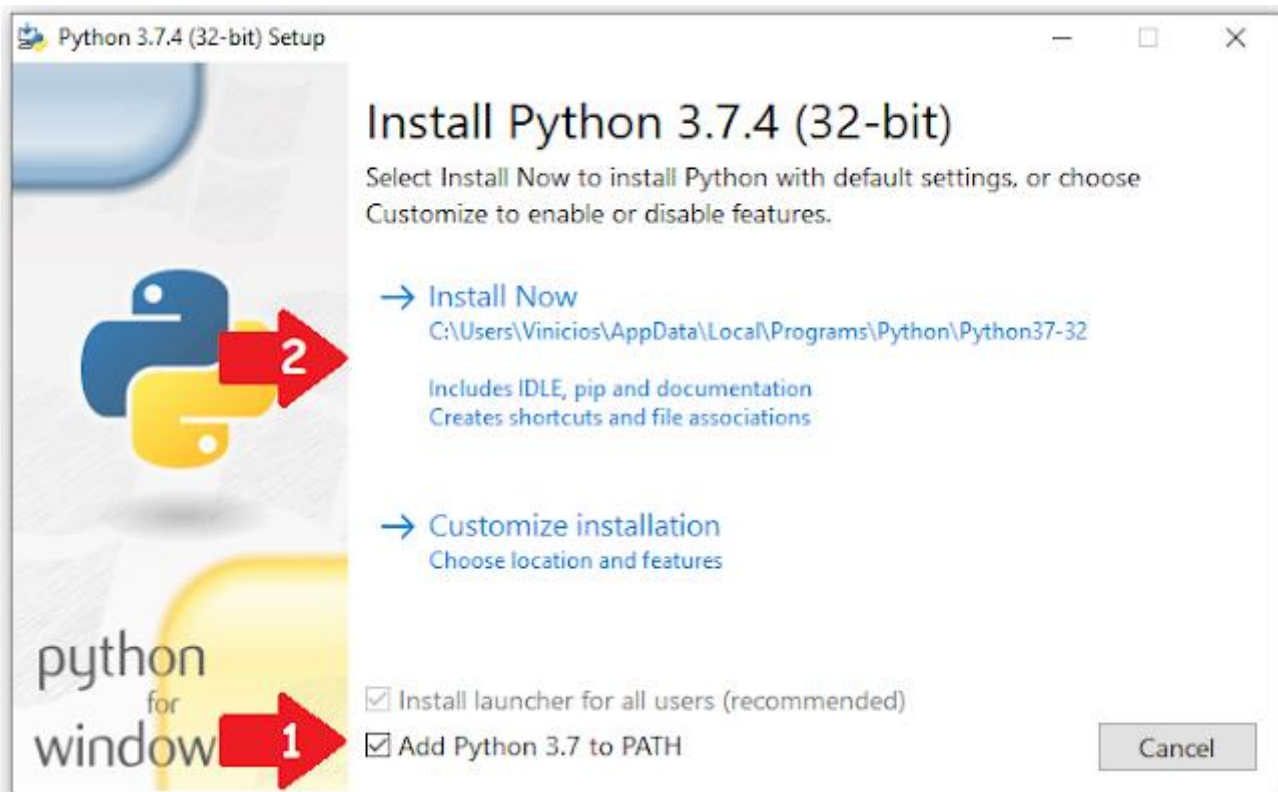 Python 3.7.4 (32-bit) Setup
Install Python 3.7.4 (32-bit)
Select Install Now to install Python with default settings, or choose
Customize to enable or disable features.
Install Now
C:\Users\Vinicios\AppData\Local\Programs\Python\Python37-32
2
Includes IDLE, pip and documentation
Creates shortcuts and file associations
Customize installation
Choose location and features
python
for
window
Install launcher for all users (recommended)
1
Add Python 3.7 to PATH
Cancel